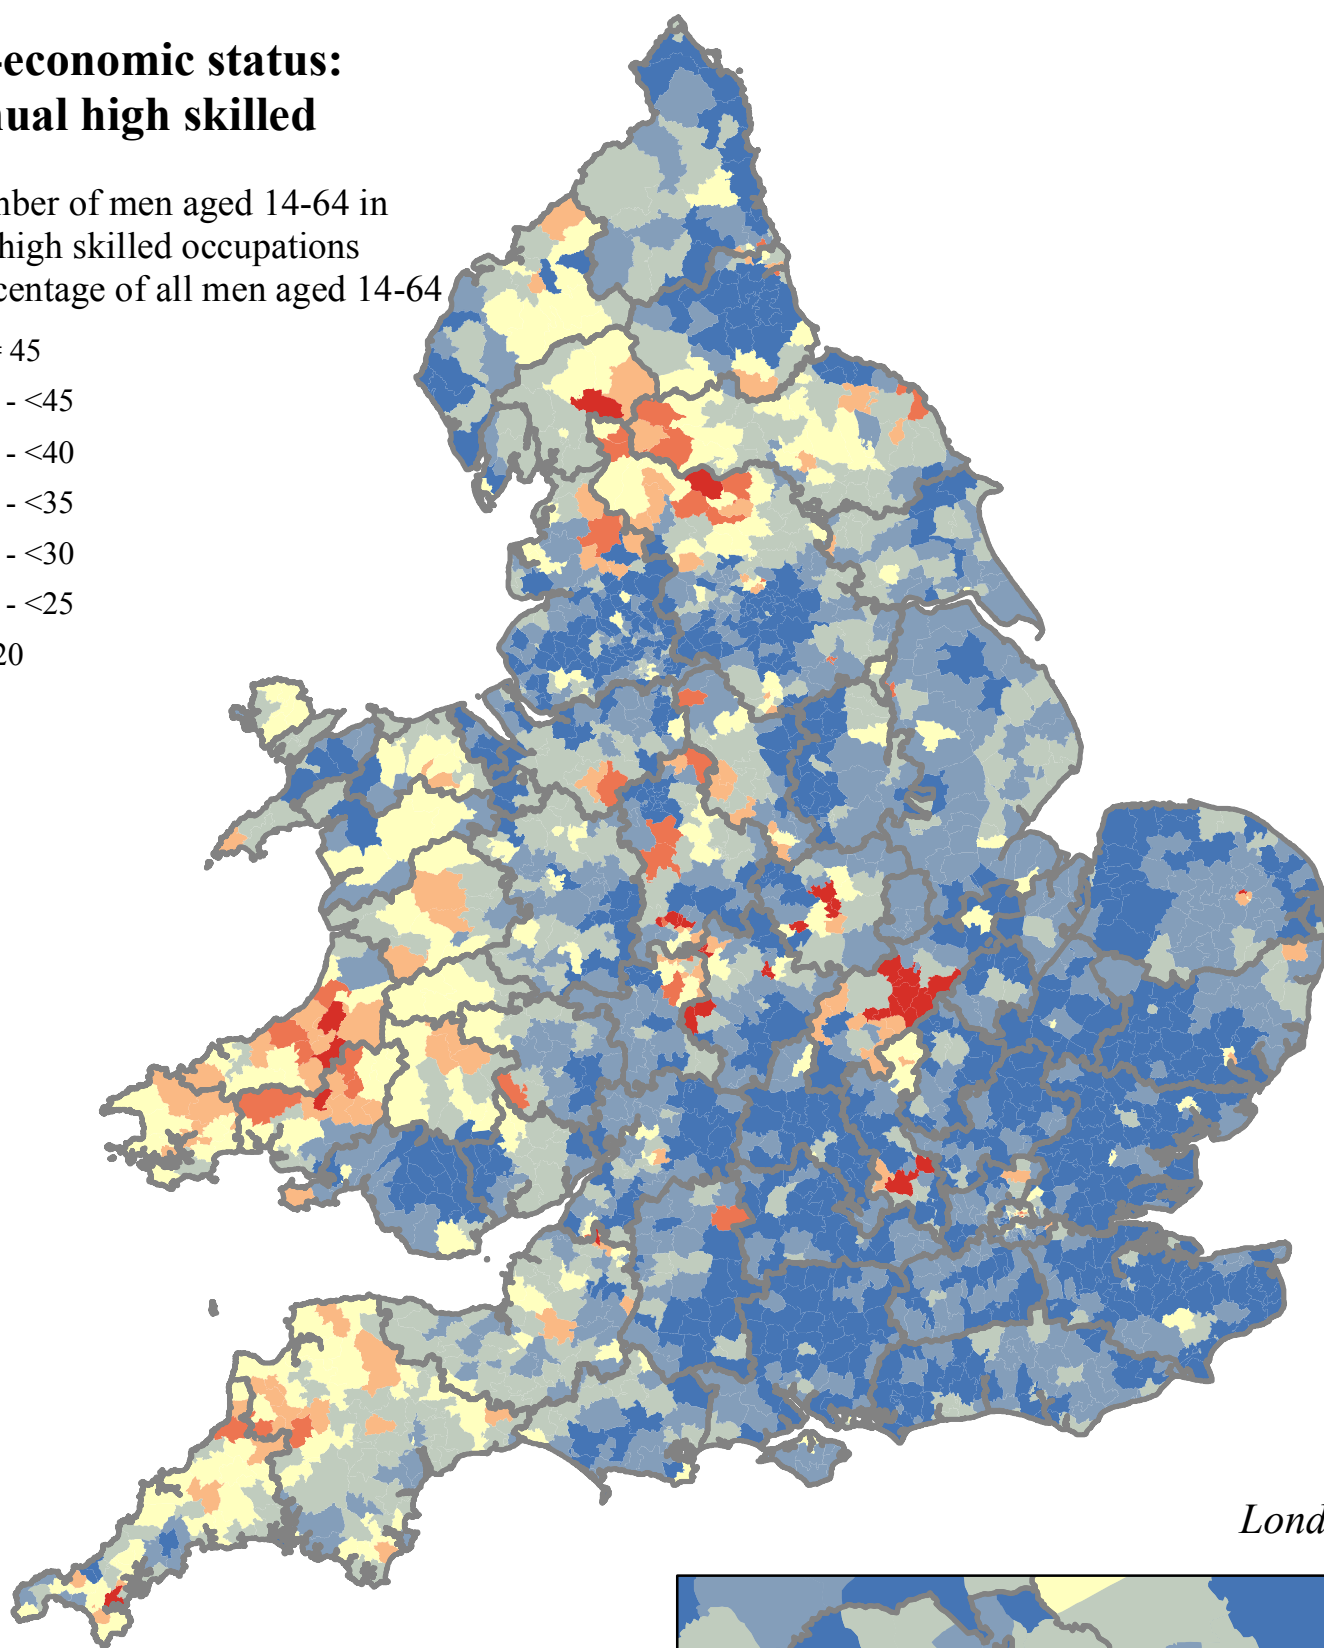 -economic status:
nual high skilled
nber of men aged 14-64 in
high skilled occupations
centage of all men aged 14-64
= 45
- <45
- <40
- <35
- <30
- <25
20
Lond